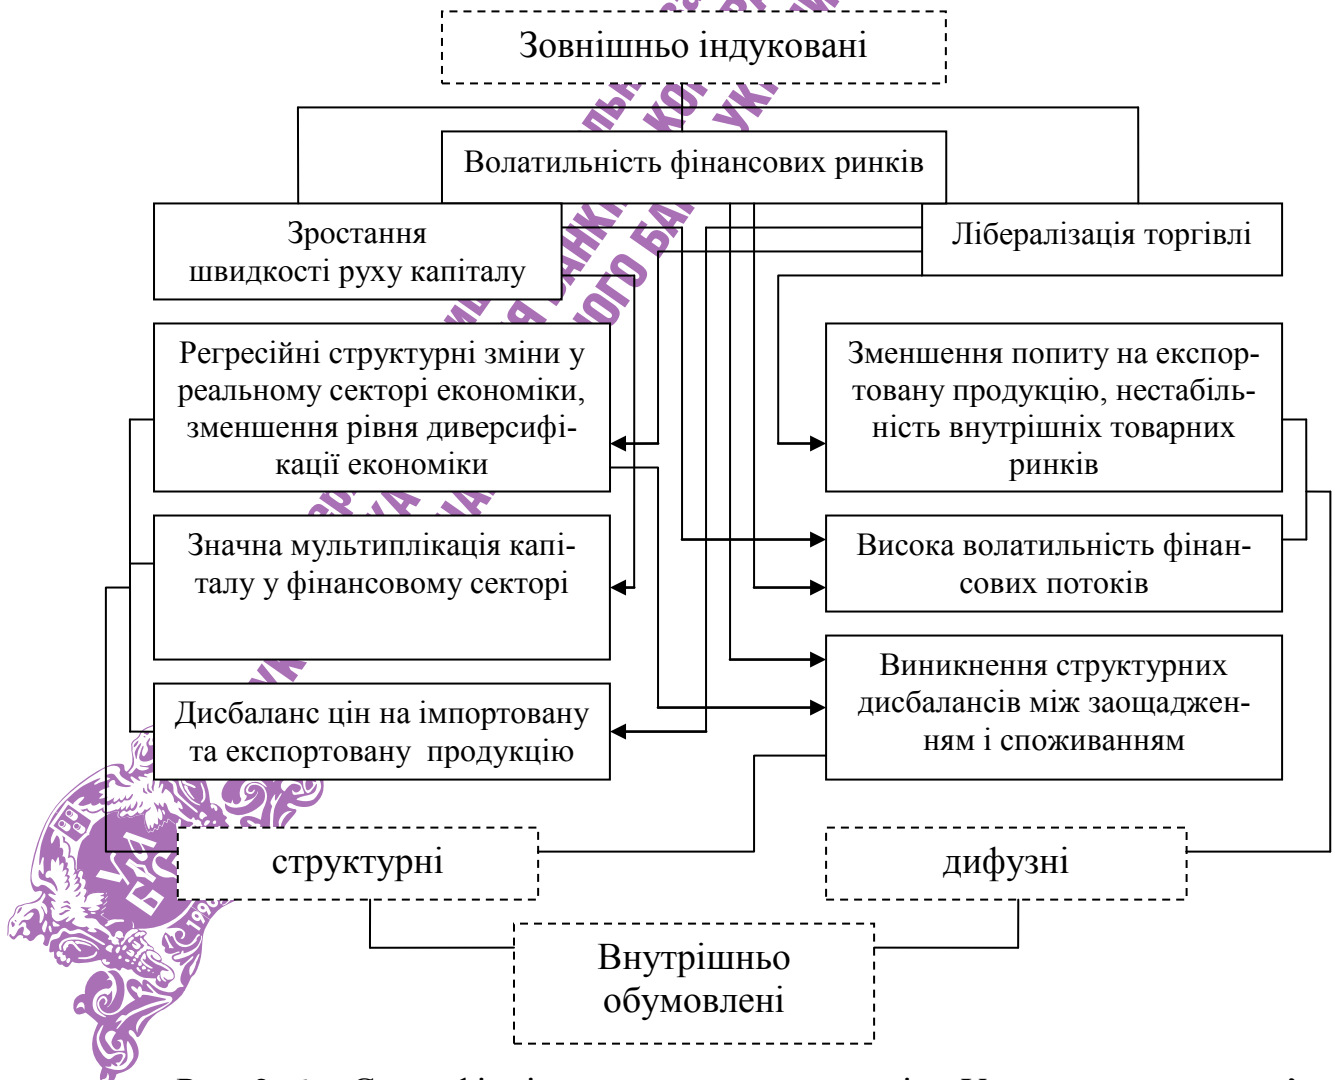 Зовнішньо індуковані
Волатильність фінансових ринків
Зростання
швидкості руху капіталу
Лібералізація торгівлі
Регресійні структурні зміни у
реальному секторі економіки,
зменшення рівня диверсифі-
кації економіки
Зменшення попиту на експор-
товану продукцію, нестабіль-
ність внутрішніх товарних
ринків
Значна мультиплікація капі-
талу у фінансовому секторі
Висока волатильність фінан-
сових потоків
Виникнення структурних
дисбалансів між заощаджен-
ням і споживанням
Дисбаланс цін на імпортовану
та експортовану продукцію
структурні
дифузні
Внутрішньо
обумовлені